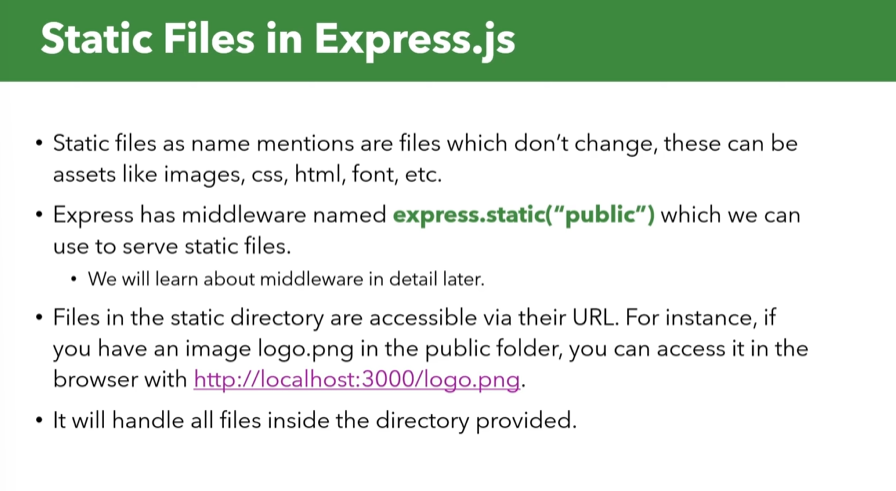 Static Files in Express.js
• Static files as name mentions are files which don’t change, these can be
assets like images, css, html, font, etc.
• Express has middleware named express.static(“public”) which we can
use to serve static files.
• We will learn about middleware in detail later.
• Files in the static directory are accessible via their URL. For instance, if
you have an image logo.png in the public folder, you can access it in the
browser with http://localhost:3000/logo.png.
• It will handle all files inside the directory provided.